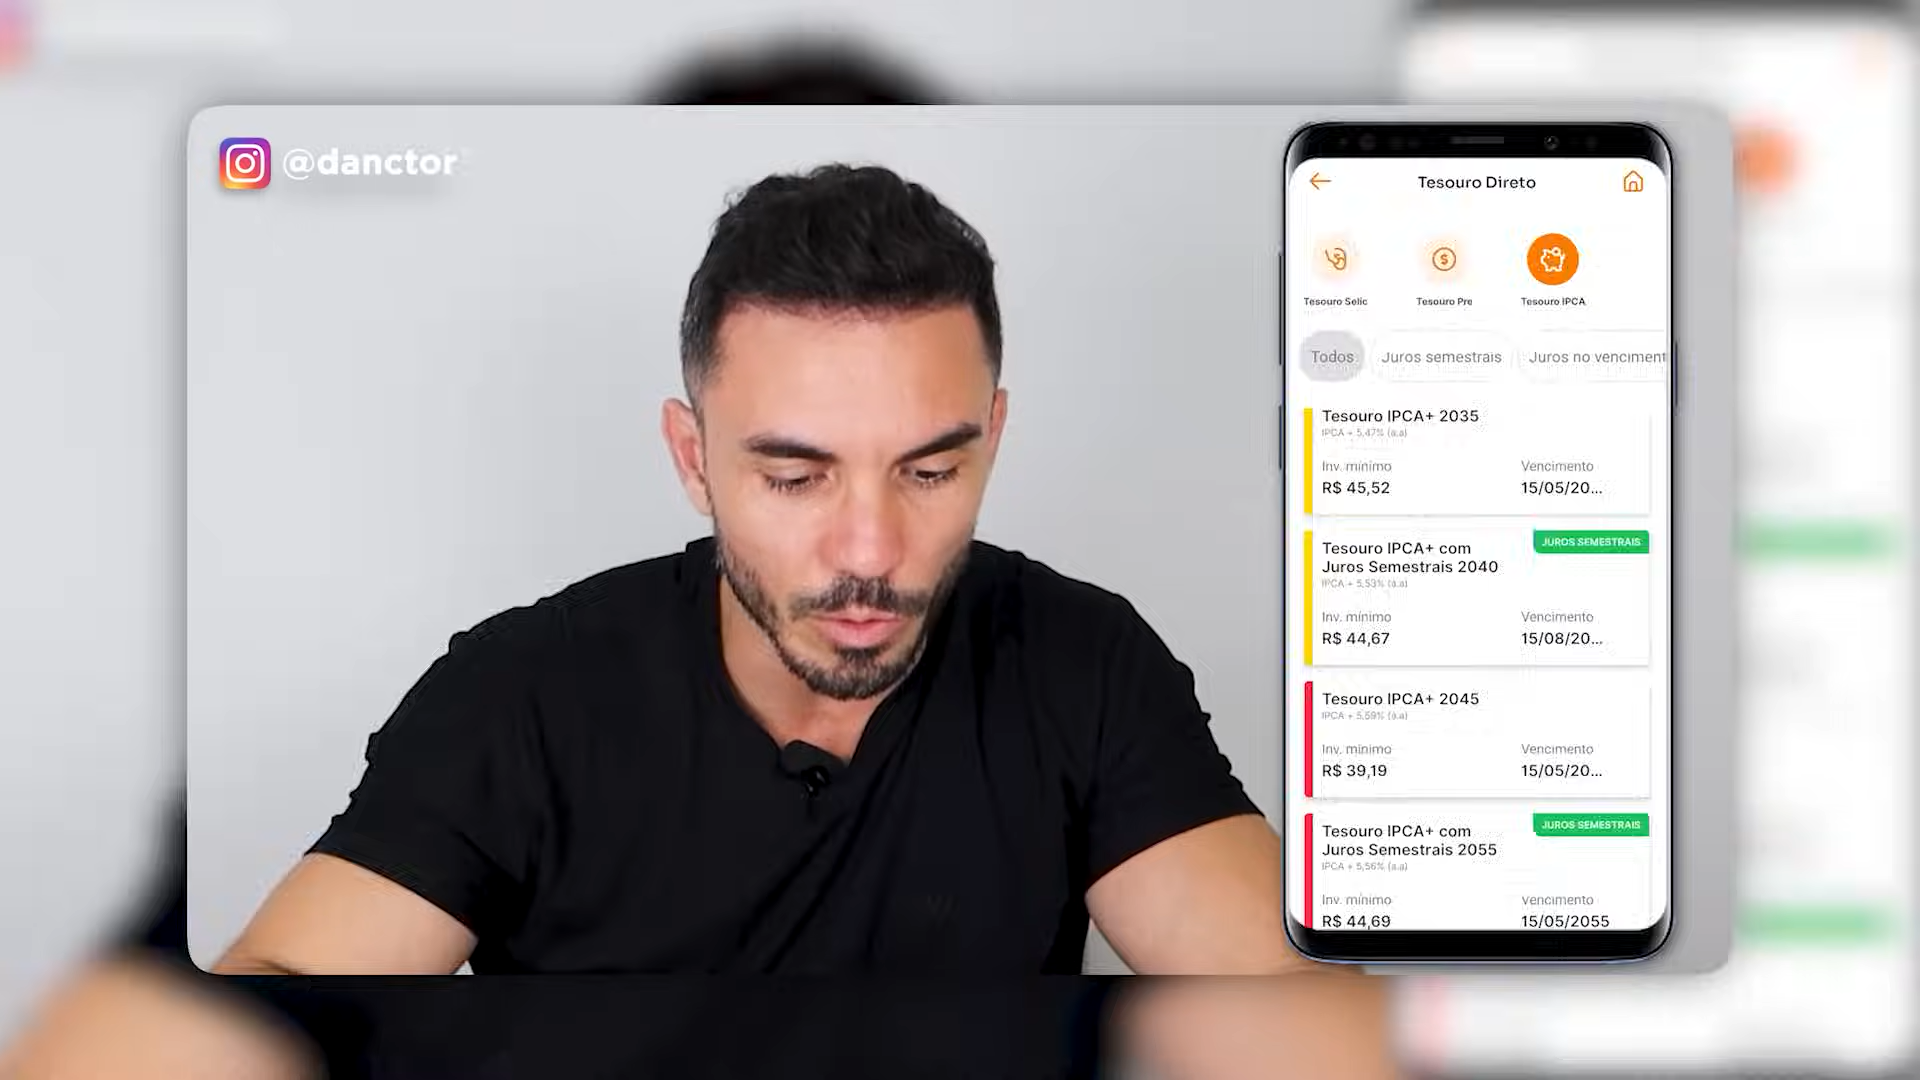 @danctor
Tesouro Direto
Tesouro Selic
Tesouro Pre
Tesouro IPCA
Todos
Juros semestrais
Juros no venciment
Tesouro IPCA+ 2035
IPCA + 5,47% (a.a)
Inv. mínimo
Vencimento
R$ 45,52
15/05/20...
JUROS SEMESTRAIS
Tesouro IPCA+ com
Juros Semestrais 2040
IPCA + 5,53% (a.a)
Inv. mínimo
Vencimento
R$ 44,67
15/08/20...
Tesouro IPCA+ 2045
IPCA + 5,59% (a.a)
Inv. mínimo
Vencimento
R$ 39,19
15/05/20...
JUROS SEMESTRAIS
Tesouro IPCA+ com
Juros Semestrais 2055
IPCA + 5,56% (a.a)
Inv. mínimo
Vencimento
R$ 44,69
15/05/2055